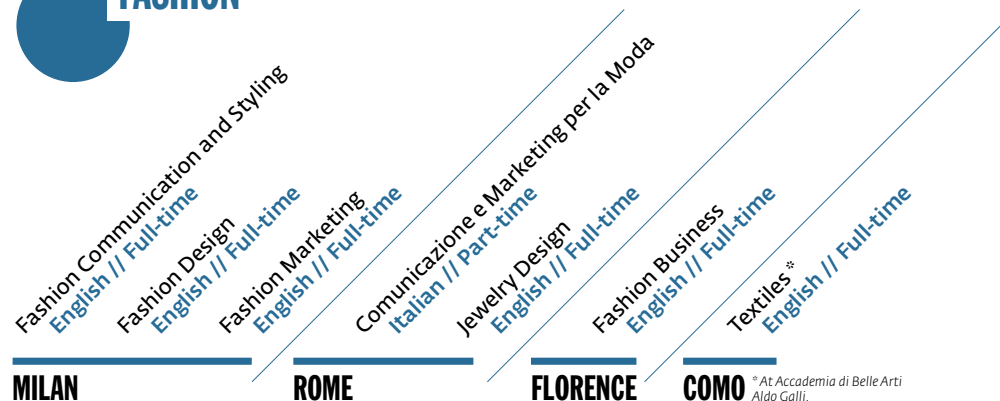 FASHION
Fashion Communication and Styling
English // Full-time
Fashion Design
English // Full-time
Fashion Marketing
English // Full-time
Comunicazione e Marketing per la Moda
Italian // Part-time
Jewelry Design
English // Full-time
Fashion Business
English // Full-time
Textiles *
English // Full-time
MILAN
ROME
FLORENCE
COMO
* At Accademia di Belle Arti
Aldo Galli.